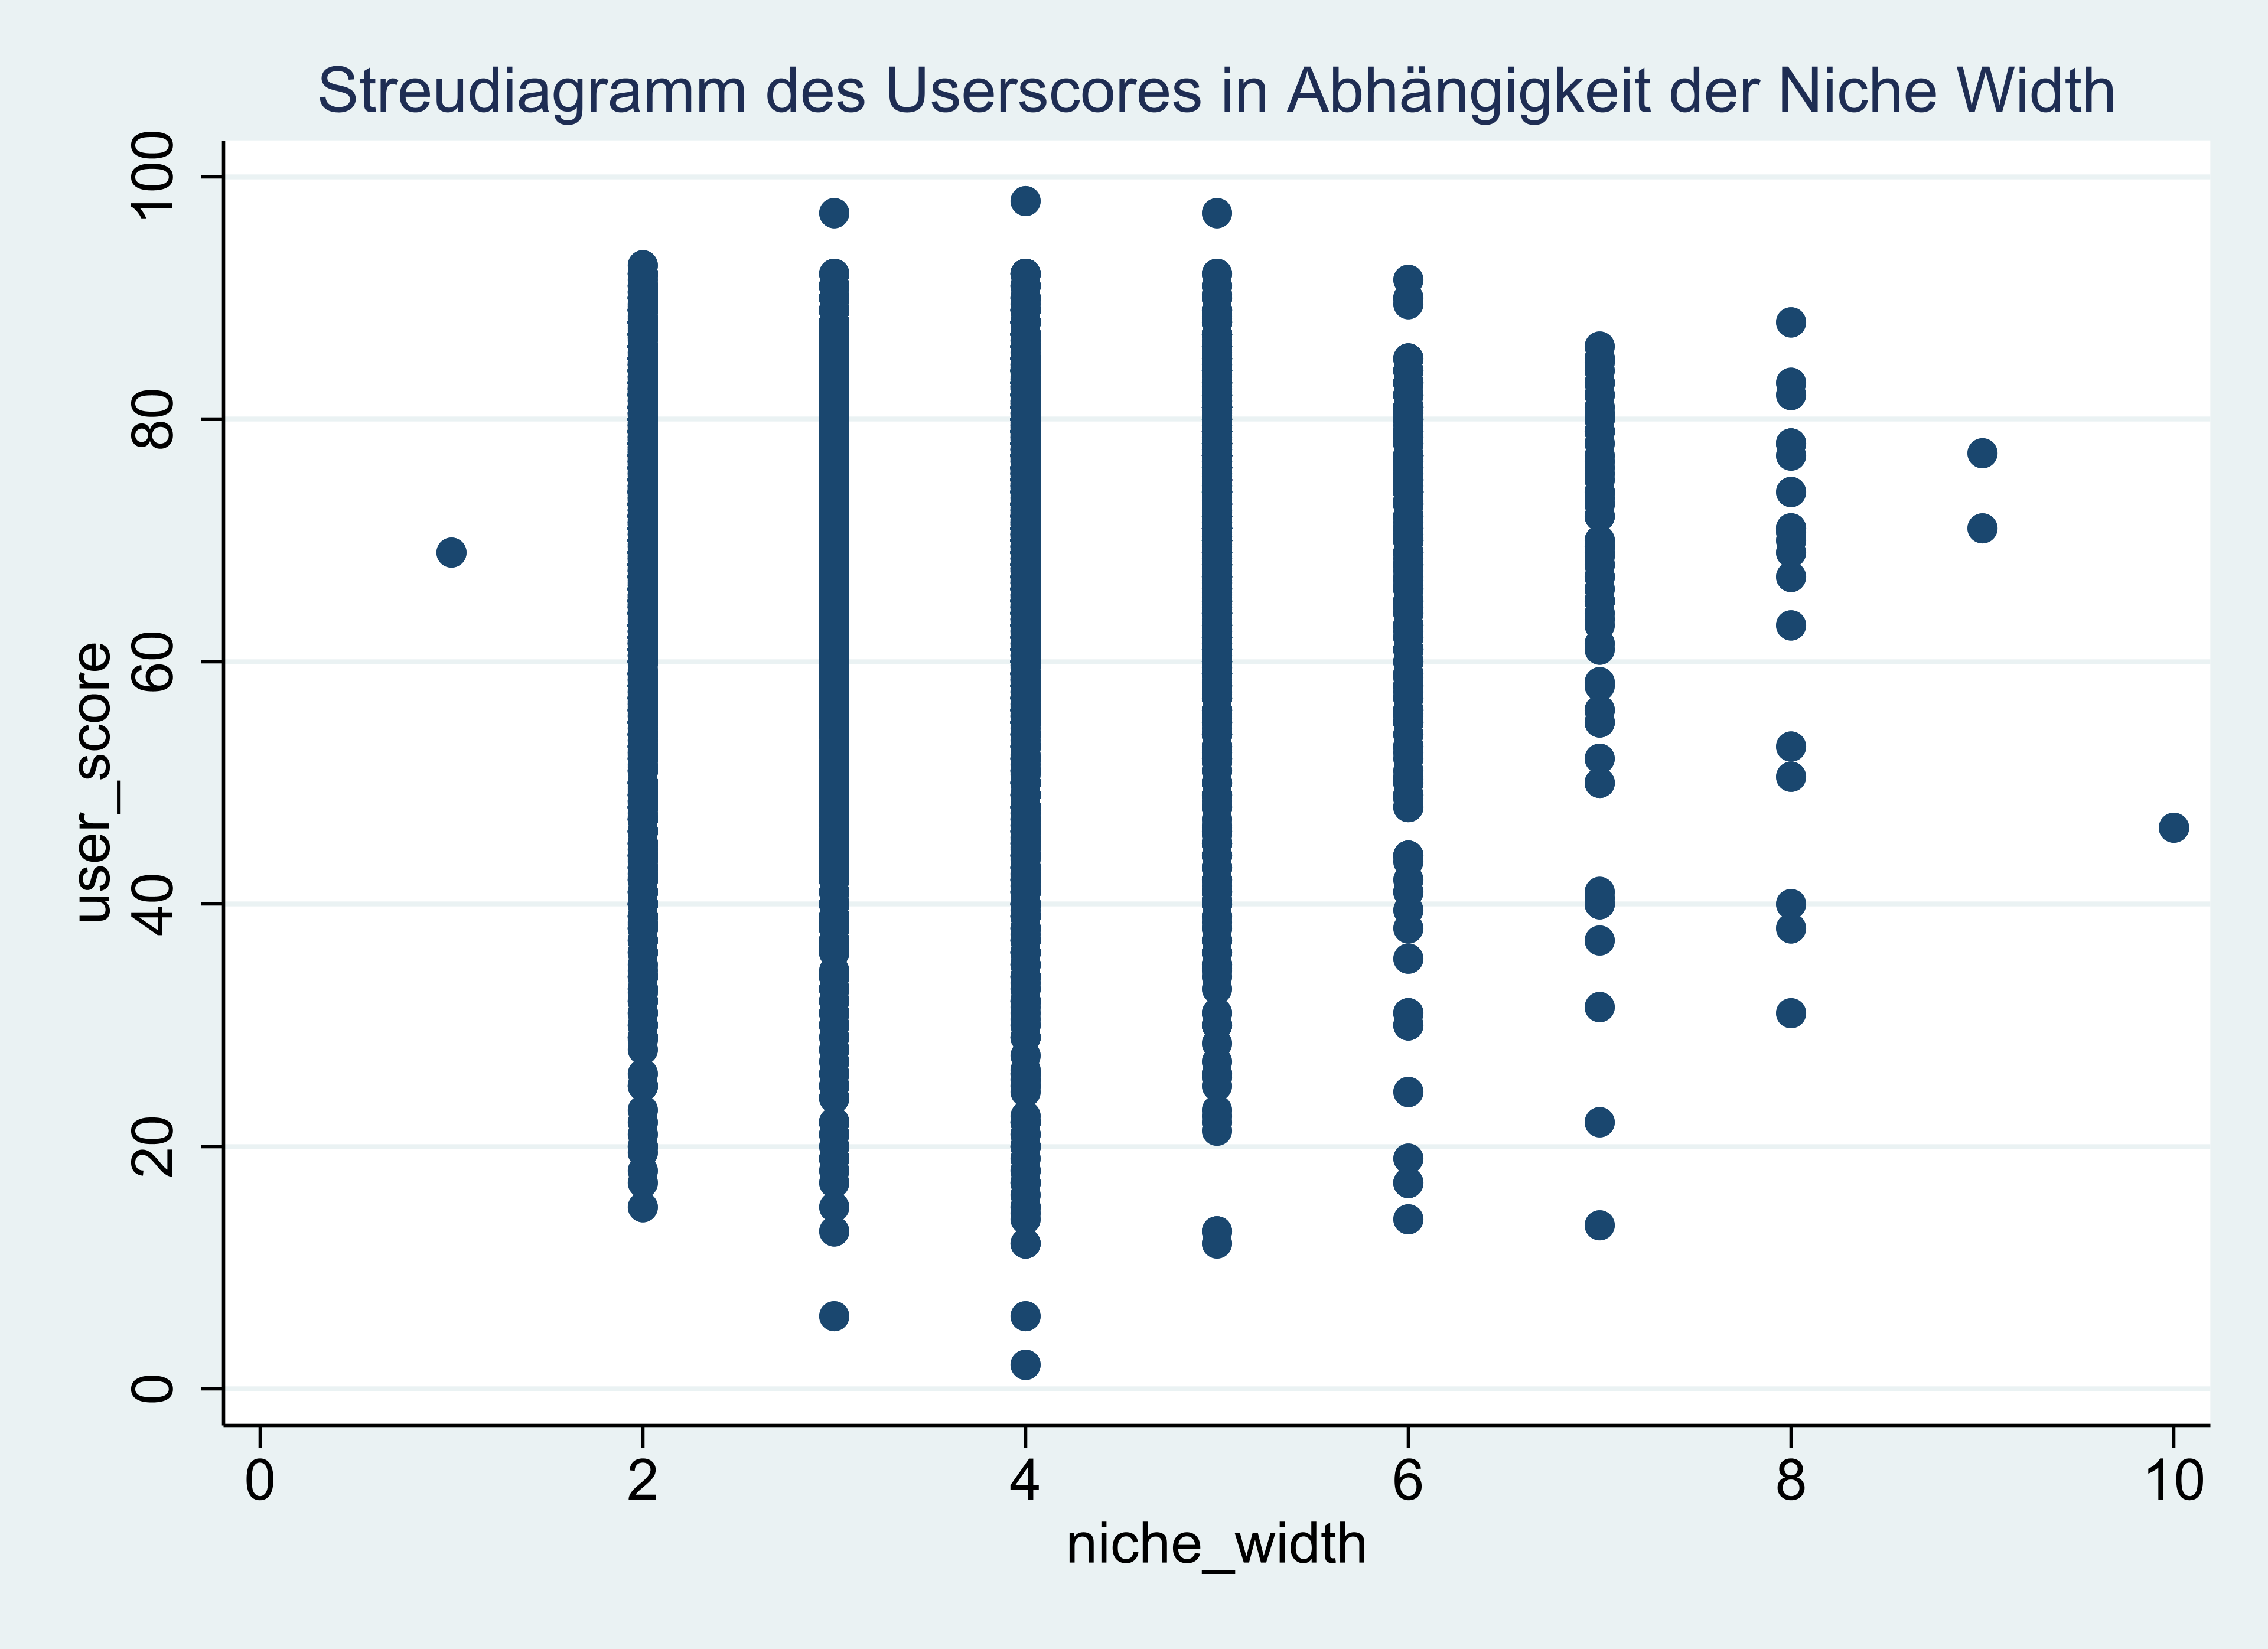 Streudiagramm des Userscores in Abhängigkeit der Niche Width
100
80
60
40
20
0
user_score
0 2 4 6 8 10
niche_width